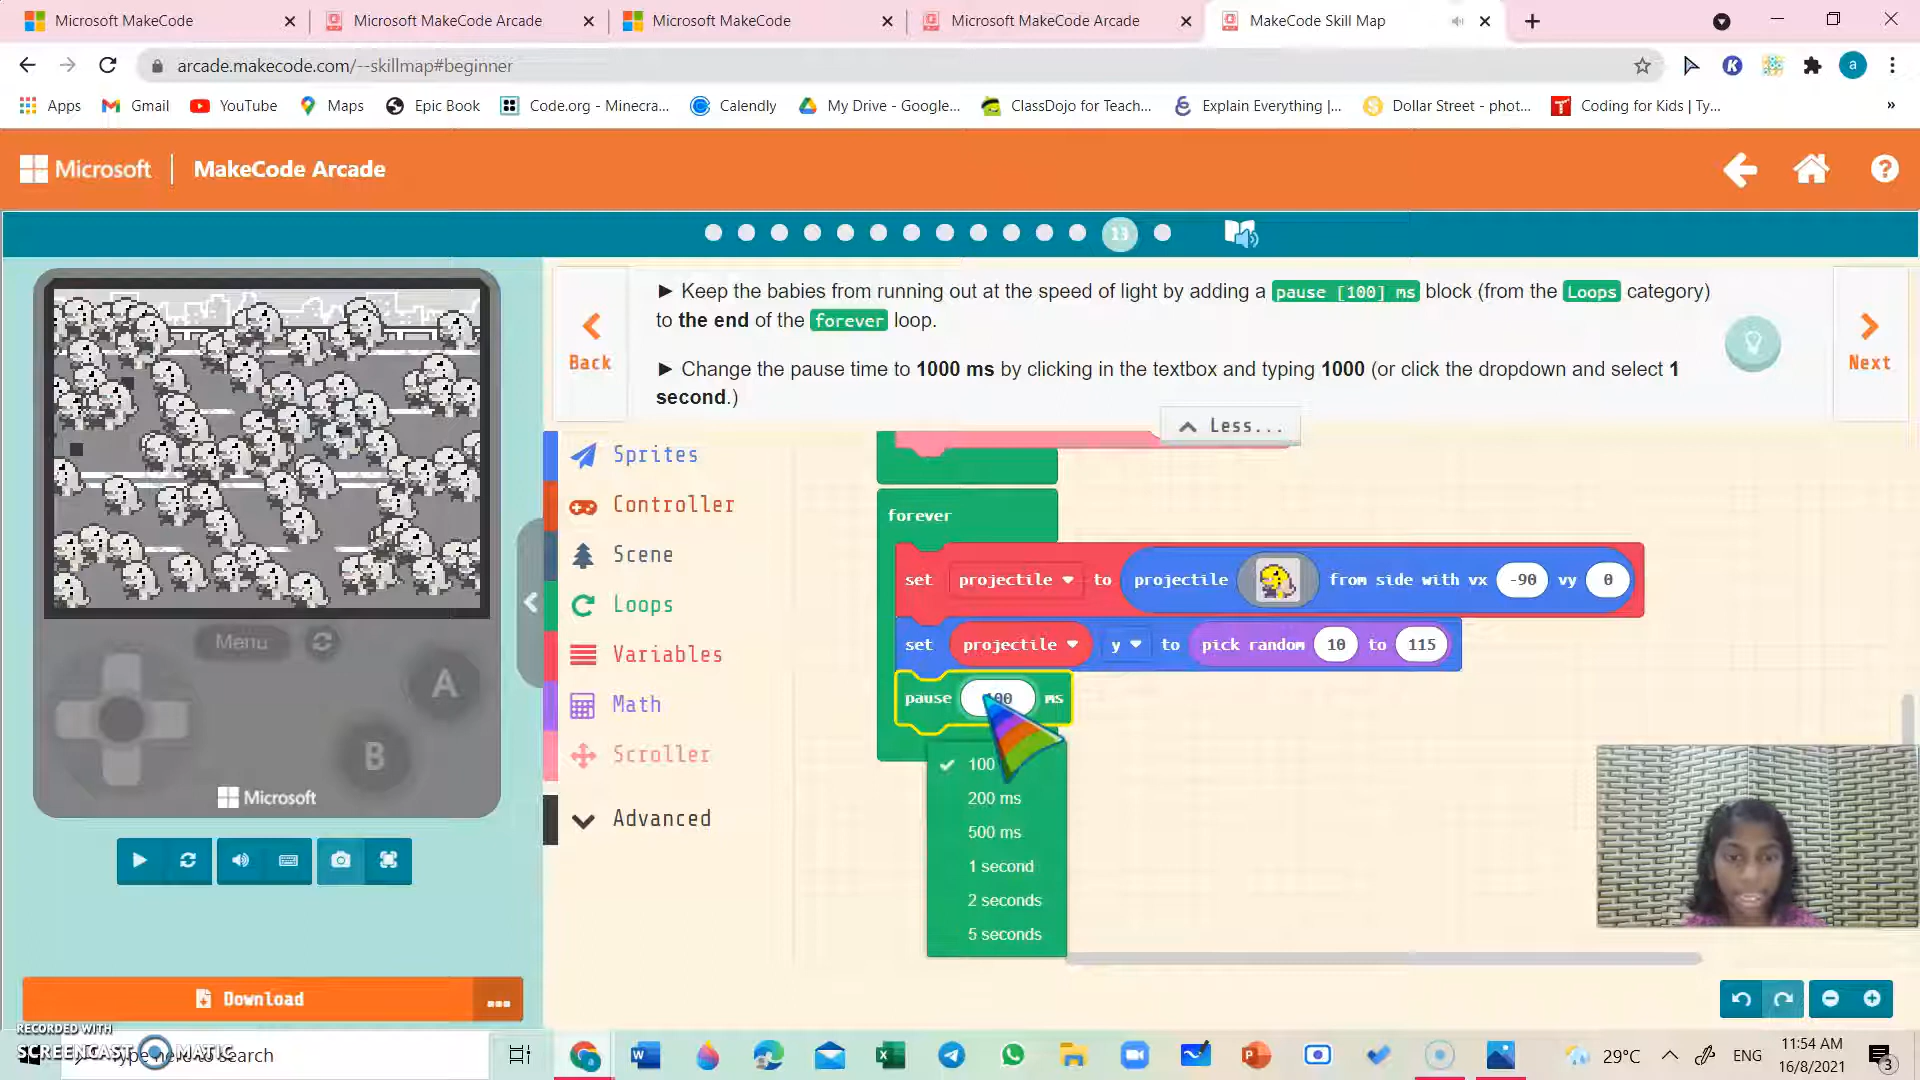 Microsoft MakeCode
Microsoft MakeCode Arcade
Microsoft MakeCode
Microsoft MakeCode Arcade
MakeCode Skill Map
arcade.makecode.com/--skillmap#beginner
a
Apps
Gmail
YouTube
Maps
Epic Book
Code.org - Minecra...
Calendly
My Drive - Google...
ClassDojo for Teach...
Explain Everything |...
Dollar Street - phot...
Coding for Kids | Ty...
»
Microsoft
MakeCode Arcade
13
► Keep the babies from running out at the speed of light by adding a pause [100] ms block (from the Loops category)
to the end of the forever loop.
► Change the pause time to 1000 ms by clicking in the textbox and typing 1000 (or click the dropdown and select 1
second.)
Back
Next
Less...
Menu
A
B
Microsoft
Sprites
Controller
Scene
Loops
Variables
Math
Scroller
Advanced
forever
set projectile to projectile from side with vx -90 vy 0
set projectile y to pick random 10 to 115
pause ms
100
200 ms
500 ms
1 second
2 seconds
5 seconds
Download
...
RECORDED WITH
SCREENCAST MATIC
here to search
29°C
ENG
11:54 AM
16/8/2021
3